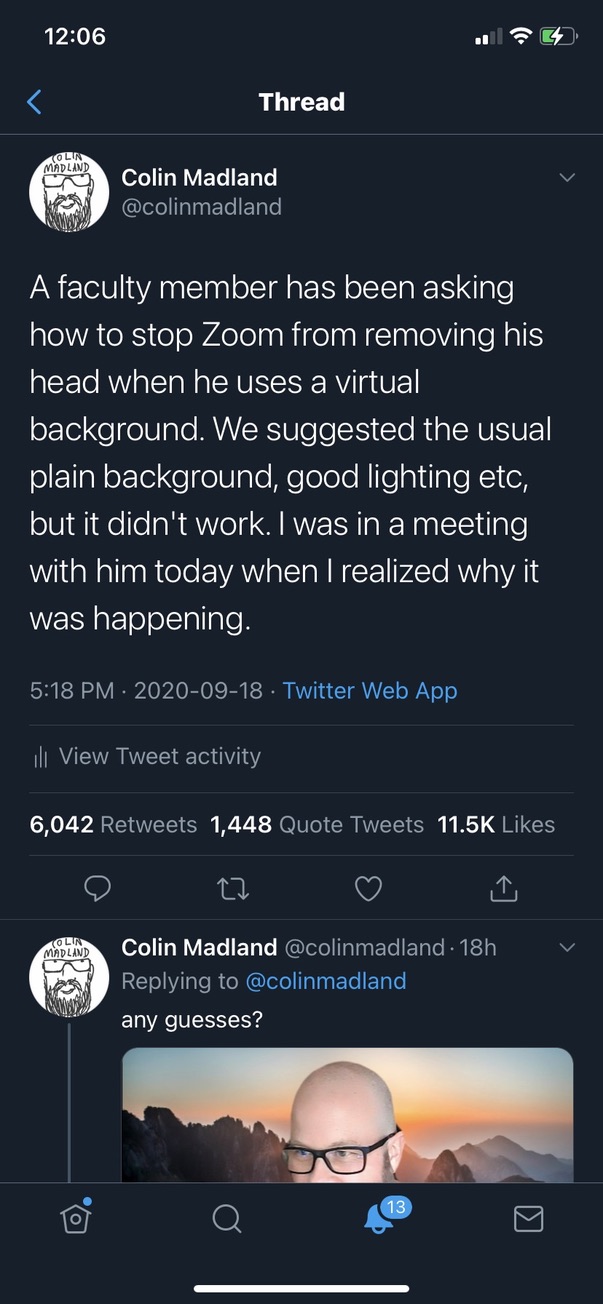 12:06
Thread
COLIN
MADLAND
Colin Madland
@colinmadland
A faculty member has been asking
how to stop Zoom from removing his
head when he uses a virtual
background. We suggested the usual
plain background, good lighting etc,
but it didn't work. I was in a meeting
with him today when I realized why it
was happening.
5:18 PM · 2020-09-18 · Twitter Web App
View Tweet activity
6,042 Retweets 1,448 Quote Tweets 11.5K Likes
COLIN
MADLAND
Colin Madland @colinmadland · 18h
Replying to @colinmadland
any guesses?
13